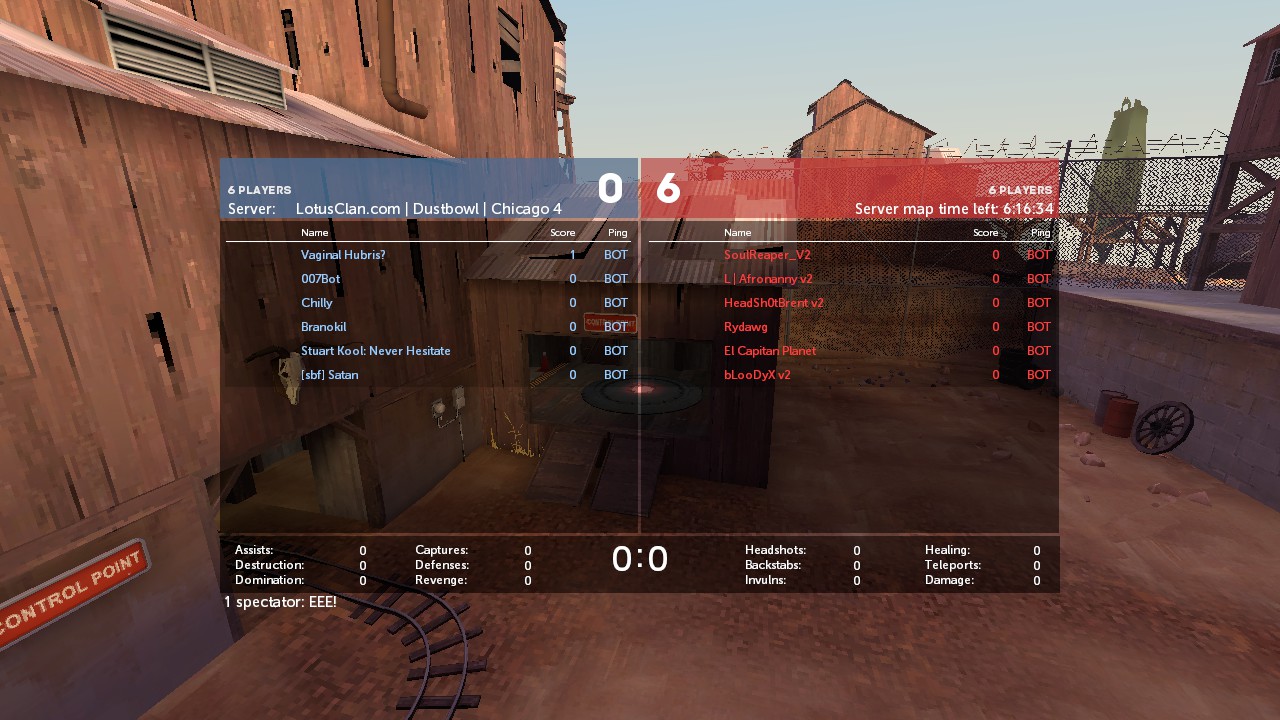 0 6
6 PLAYERS 6 PLAYERS
Server: LotusClan.com | Dustbowl | Chicago 4 Server map time left: 6:16:34
Name Score Ping Name Score Ping
Vaginal Hubris? 1 BOT SoulReaper_V2 0 BOT
007Bot 0 BOT L | Afronanny v2 0 BOT
Chilly 0 BOT HeadSh0tBrent v2 0 BOT
Branokil 0 BOT Rydawg 0 BOT
Stuart Kool: Never Hesitate 0 BOT El Capitan Planet 0 BOT
[sbf] Satan 0 BOT bLooDyX v2 0 BOT
CONTROL POINT
Assists: 0 Captures: 0 0:0 Headshots: 0 Healing: 0
Destruction: 0 Defenses: 0 Backstabs: 0 Teleports: 0
Domination: 0 Revenge: 0 Invulns: 0 Damage: 0
1 spectator: EEE!
CONTROL POINT